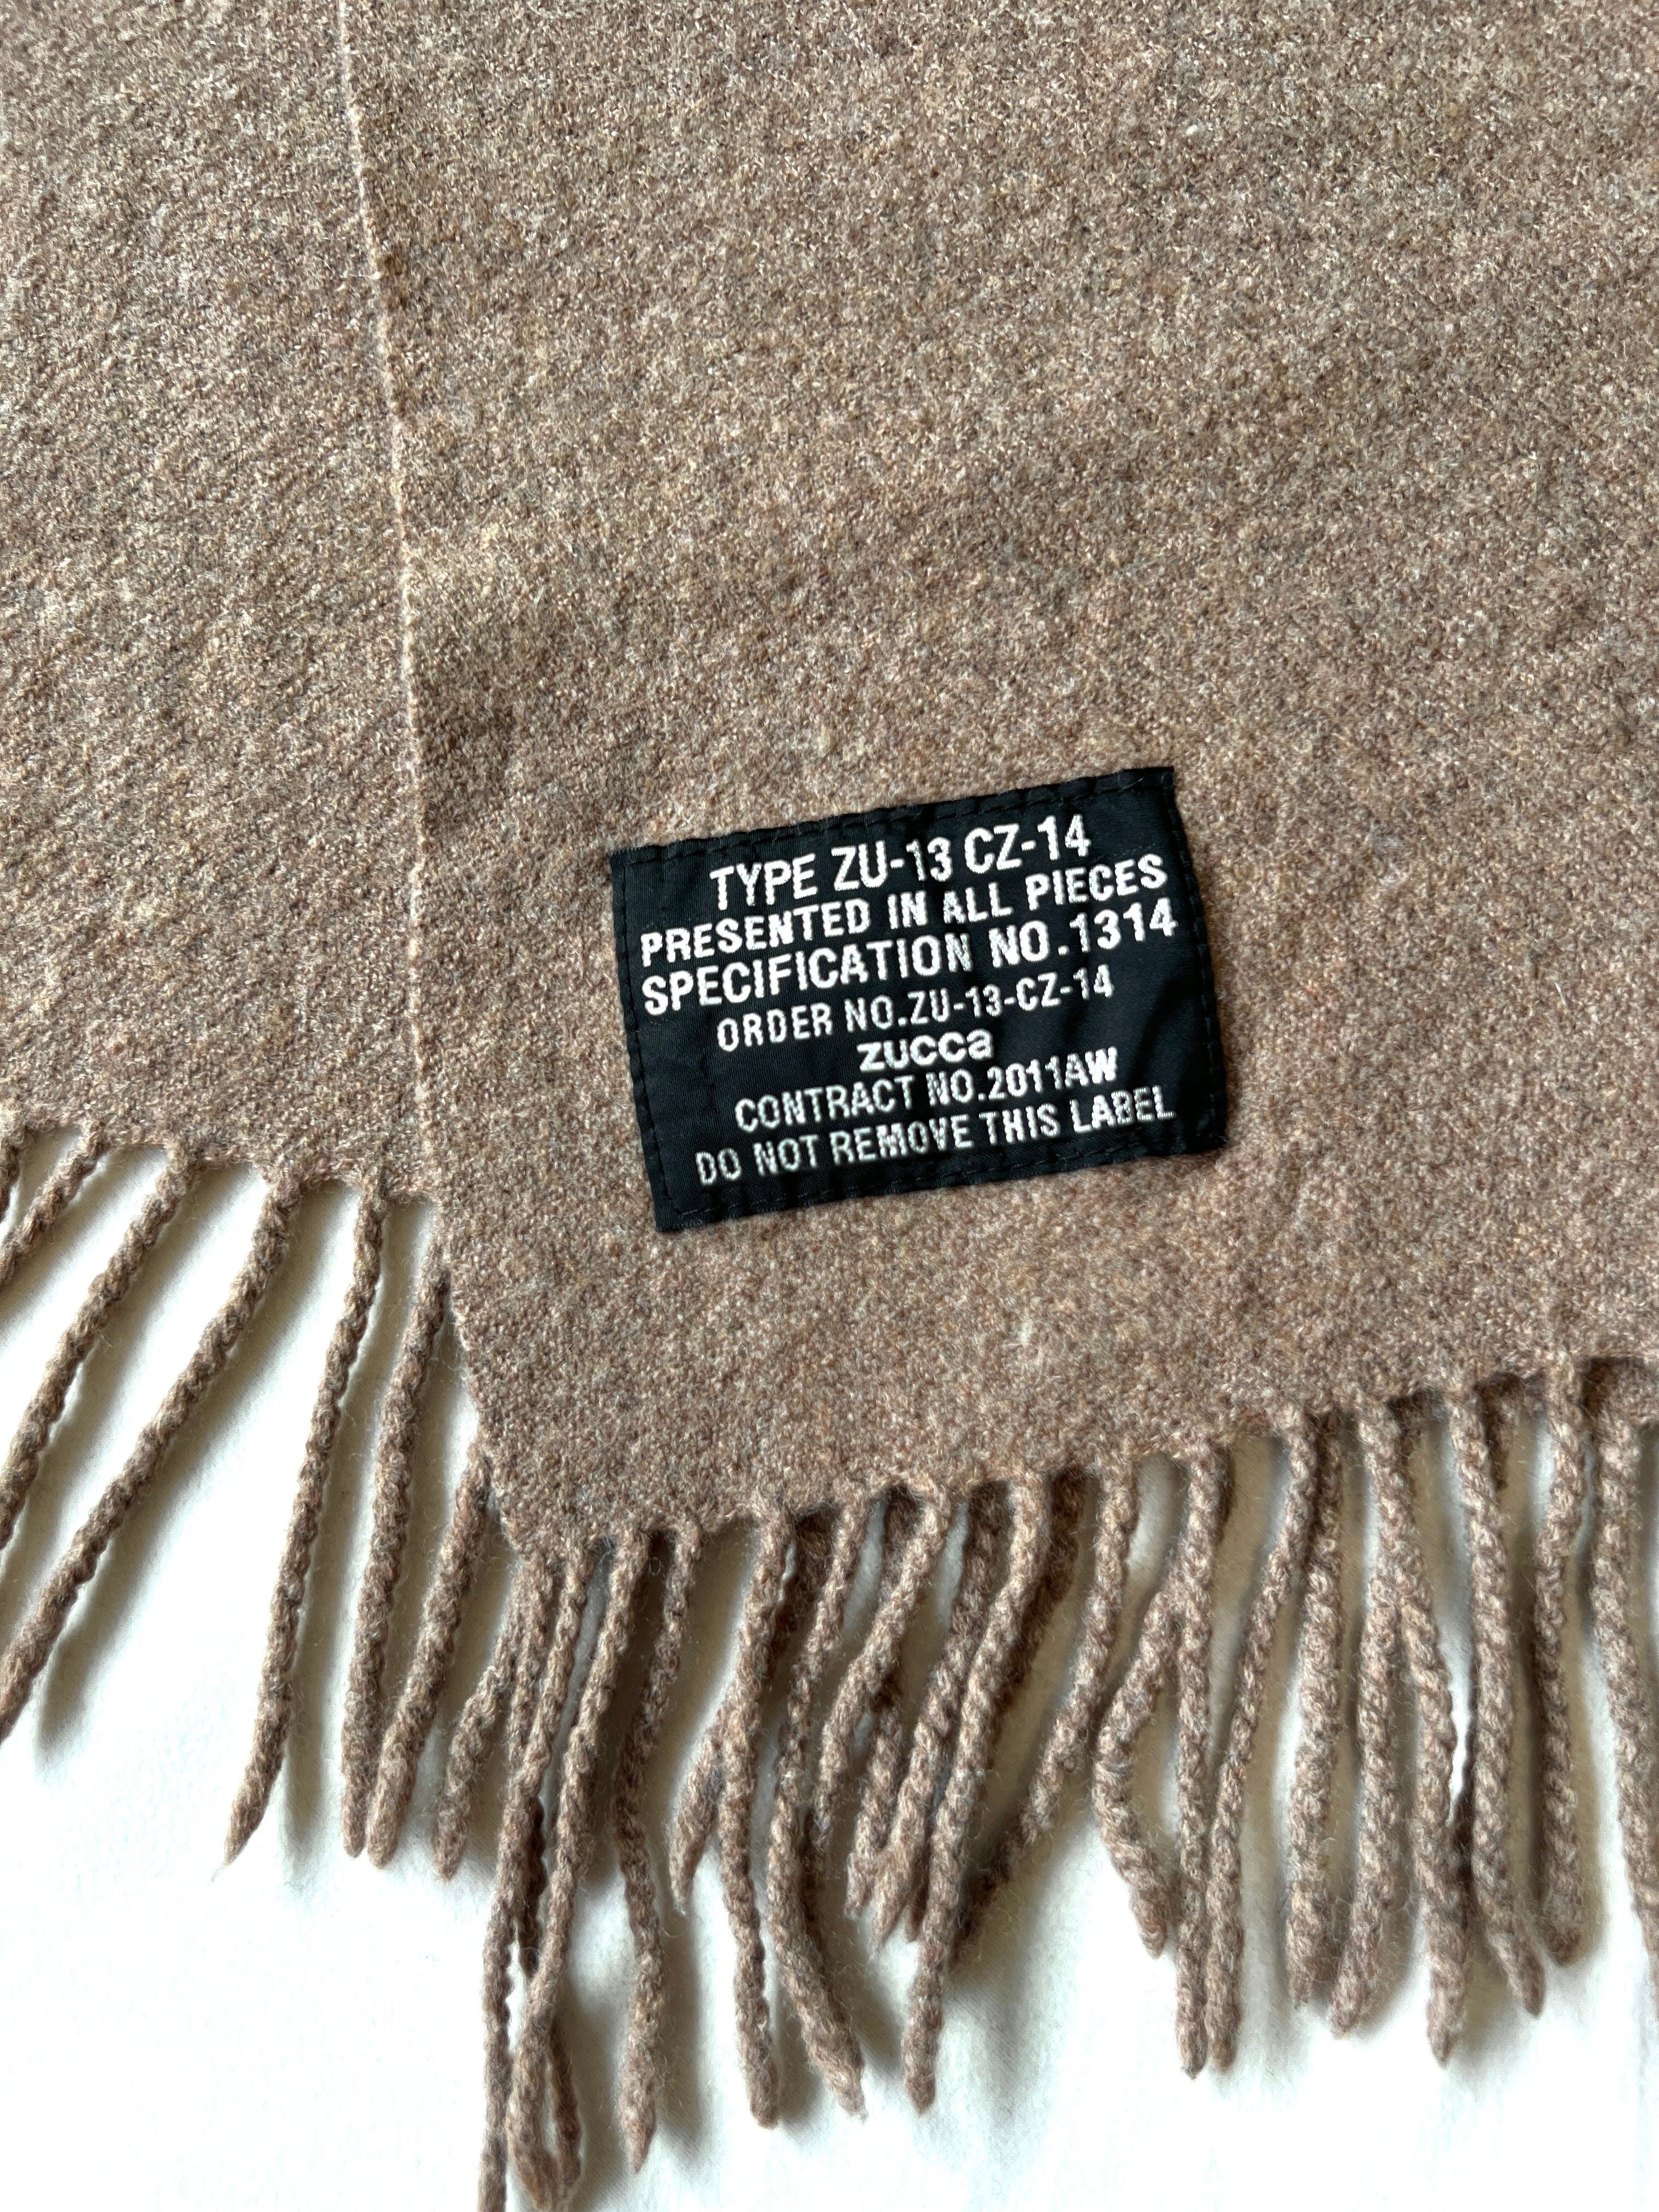 TYPE ZU-13 CZ-14
PRESENTED IN ALL PIECES
SPECIFICATION NO.1314
ORDER NO.ZU-13-CZ-14
zucca
CONTRACT NO.2011AW
DO NOT REMOVE THIS LABEL